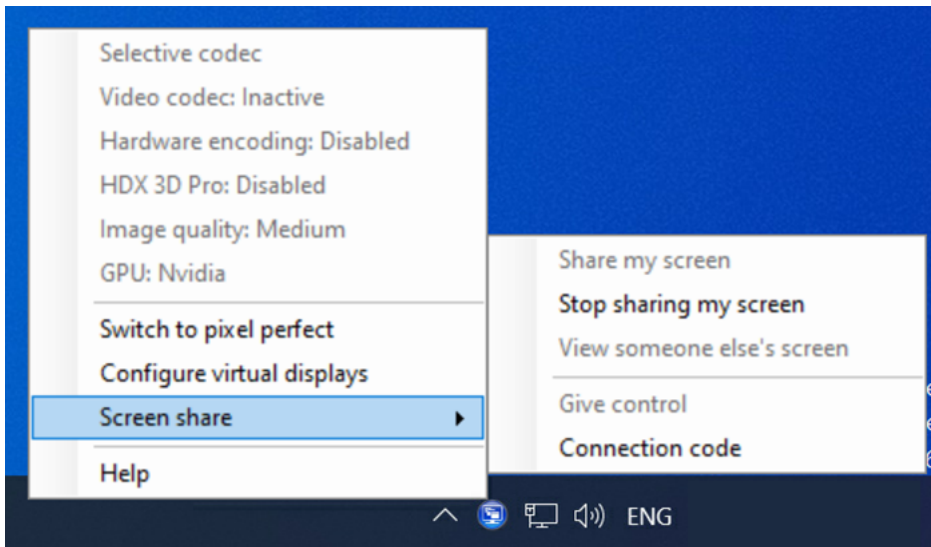 Selective codec
Video codec: Inactive
Hardware encoding: Disabled
HDX 3D Pro: Disabled
Image quality: Medium
GPU: Nvidia
Switch to pixel perfect
Configure virtual displays
Screen share
Help
Share my screen
Stop sharing my screen
View someone else's screen
Give control
Connection code
ENG